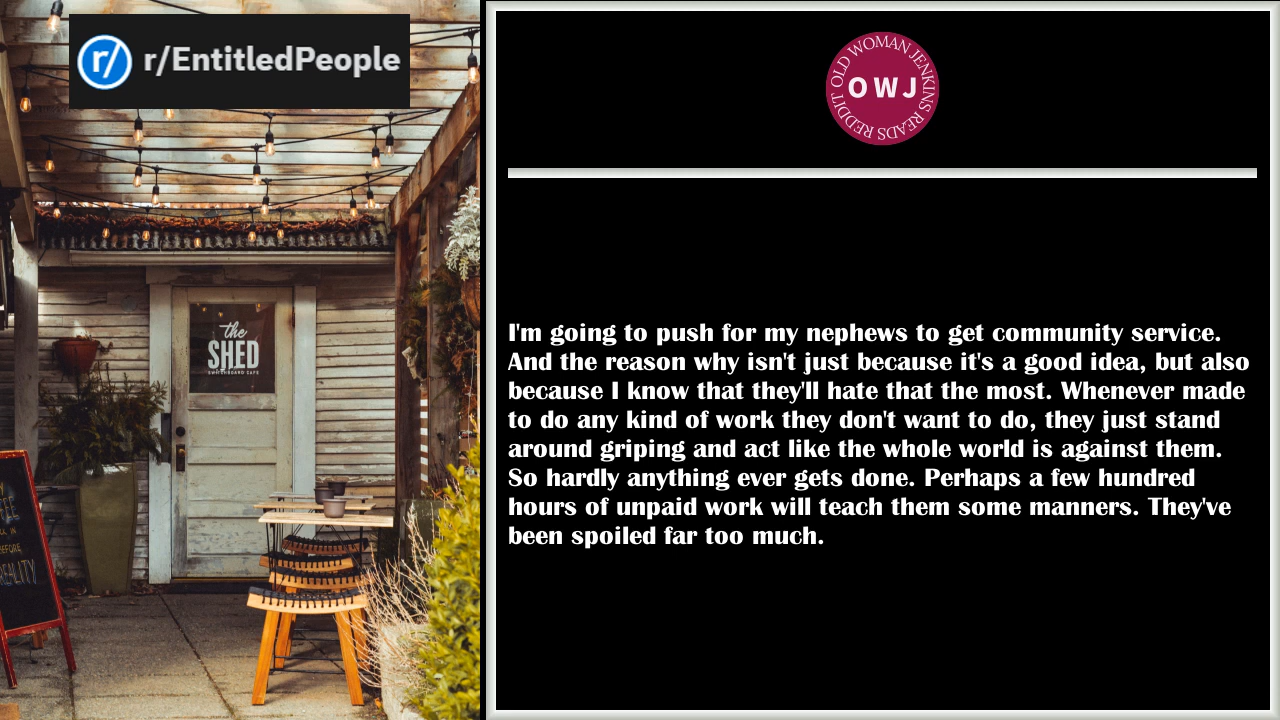 r/ r/EntitledPeople
OLD WOMAN JENKINS
OWJ
READS REDDIT
the
SHED
I'm going to push for my nephews to get community service.
And the reason why isn't just because it's a good idea, but also
because I know that they'll hate that the most. Whenever made
to do any kind of work they don't want to do, they just stand
around griping and act like the whole world is against them.
So hardly anything ever gets done. Perhaps a few hundred
hours of unpaid work will teach them some manners. They've
been spoiled far too much.
BEFORE
REALITY